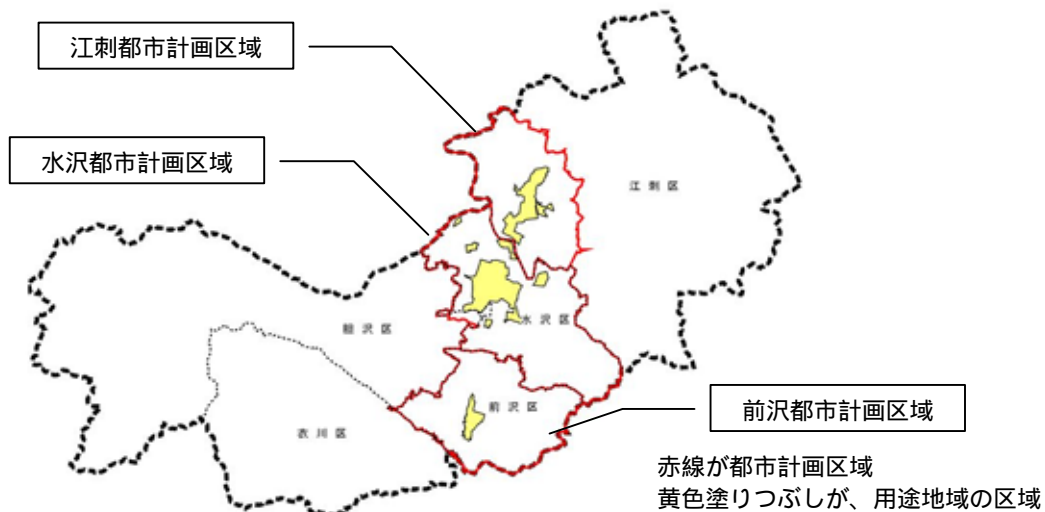 江刺都市計画区域
水沢都市計画区域
江刺区
胆沢区
水沢区
前沢区
衣川区
前沢都市計画区域
赤線が都市計画区域
黄色塗りつぶしが、用途地域の区域